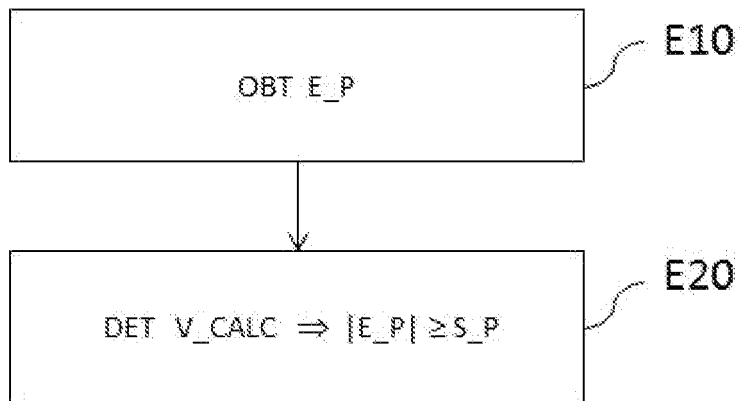 E10
OBT E_P
E20
DET V_CALC ⇒ |E_P| ≥ S_P